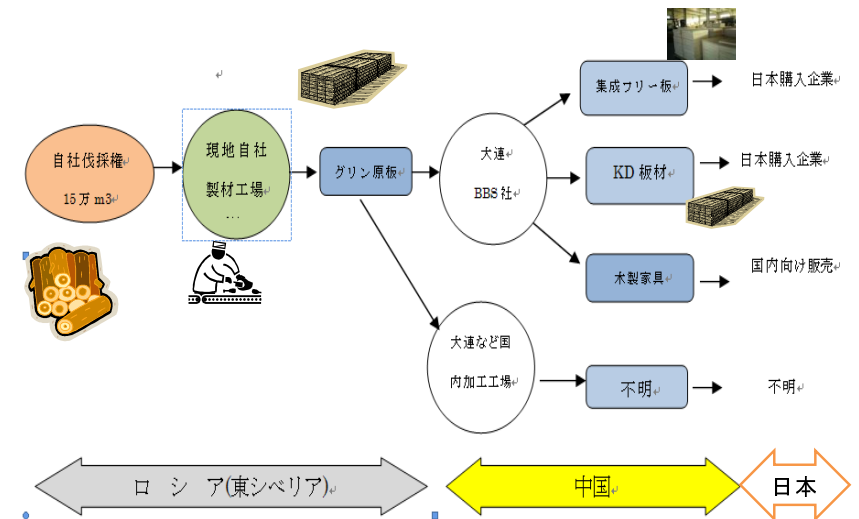 自社伐採権
15万m3
現地自社
製材工場
…
グリン原板
大連
BBS社
集成フリー板
日本購入企業
KD板材
日本購入企業
木製家具
国内向け販売
大連など国
内加工工場
不明
不明
ロシア(東シベリア)
中国
日本